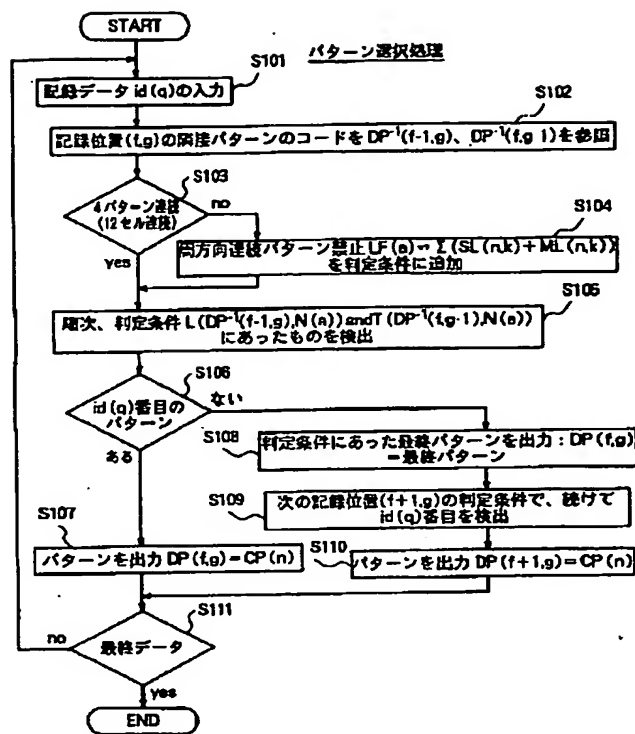 START
パターン選択処理
S101
記録データ id(q)の入力
S102
記録位置(f,g)の隣接パターンのコードを DP⁻¹(f-1,g)、DP⁻¹(f,g-1)を参照
S103
4パターン連続
(12セル連続)
no
yes
S104
両方向連続パターン禁止 LF(a)=Σ(SL(n,k)+ML(n,k))
を判定条件に追加
S105
順次、判定条件 L(DP⁻¹(f-1,g),N(a)).and.T(DP⁻¹(f,g-1),N(a))
にあったものを検出
S106
id(q)番目の
パターン
ない
ある
S108
判定条件にあった最終パターンを出力：DP(f,g)
=最終パターン
S109
次の記録位置(f+1,g)の判定条件で、続けて
id(q)番目を検出
S107
パターンを出力 DP(f,g)=CP(n)
S110
パターンを出力 DP(f+1,g)=CP(n)
S111
no
最終データ
yes
END